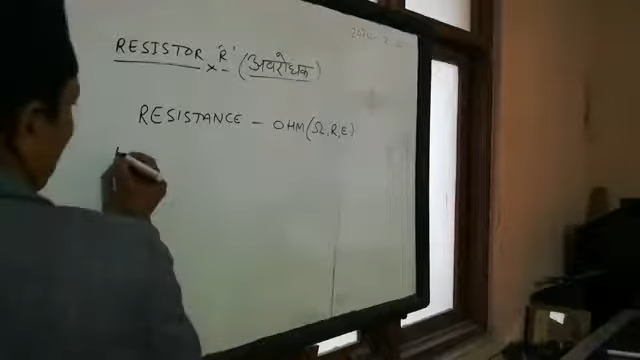 RESISTOR 'R' (अवरोधक)
RESISTANCE – OHM (Ω, R, E)